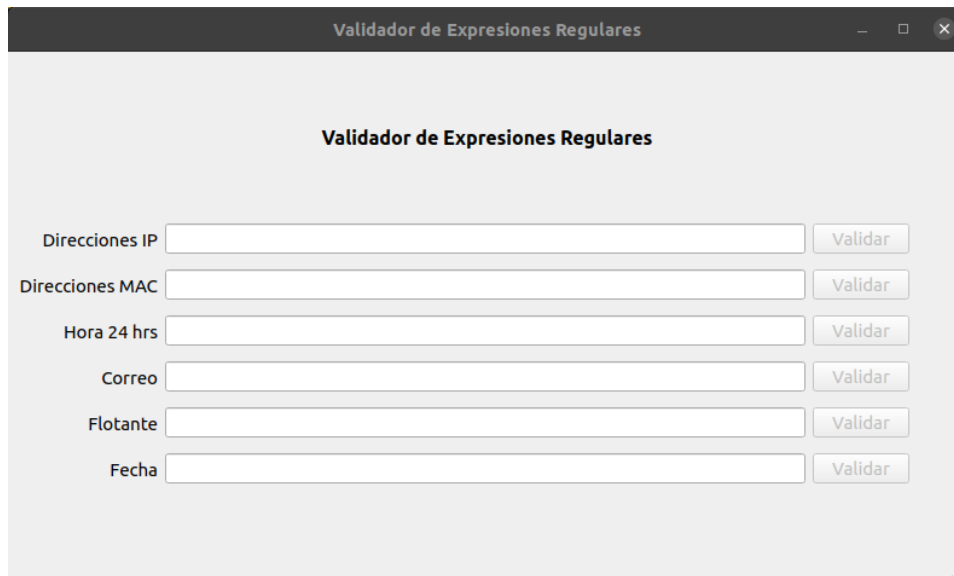 Validador de Expresiones Regulares
Validador de Expresiones Regulares
Direcciones IP Validar
Direcciones MAC Validar
Hora 24 hrs Validar
Correo Validar
Flotante Validar
Fecha Validar